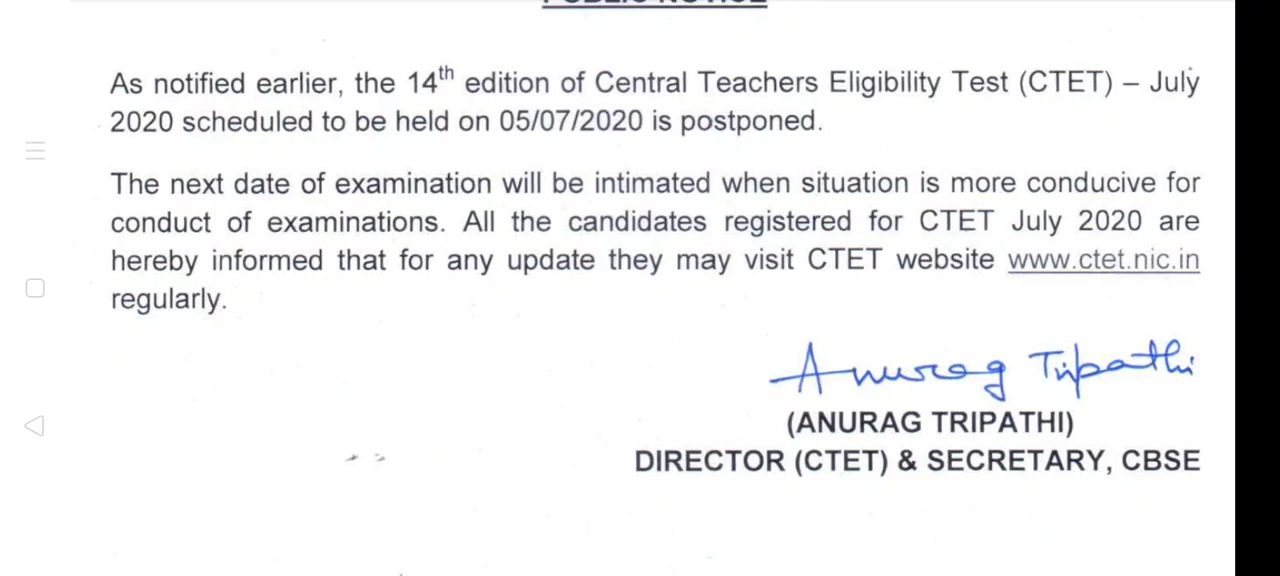 PUBLIC NOTICE
As notified earlier, the 14th edition of Central Teachers Eligibility Test (CTET) – July
2020 scheduled to be held on 05/07/2020 is postponed.
The next date of examination will be intimated when situation is more conducive for
conduct of examinations. All the candidates registered for CTET July 2020 are
hereby informed that for any update they may visit CTET website www.ctet.nic.in
regularly.
Anurag Tripathi
(ANURAG TRIPATHI)
DIRECTOR (CTET) & SECRETARY, CBSE